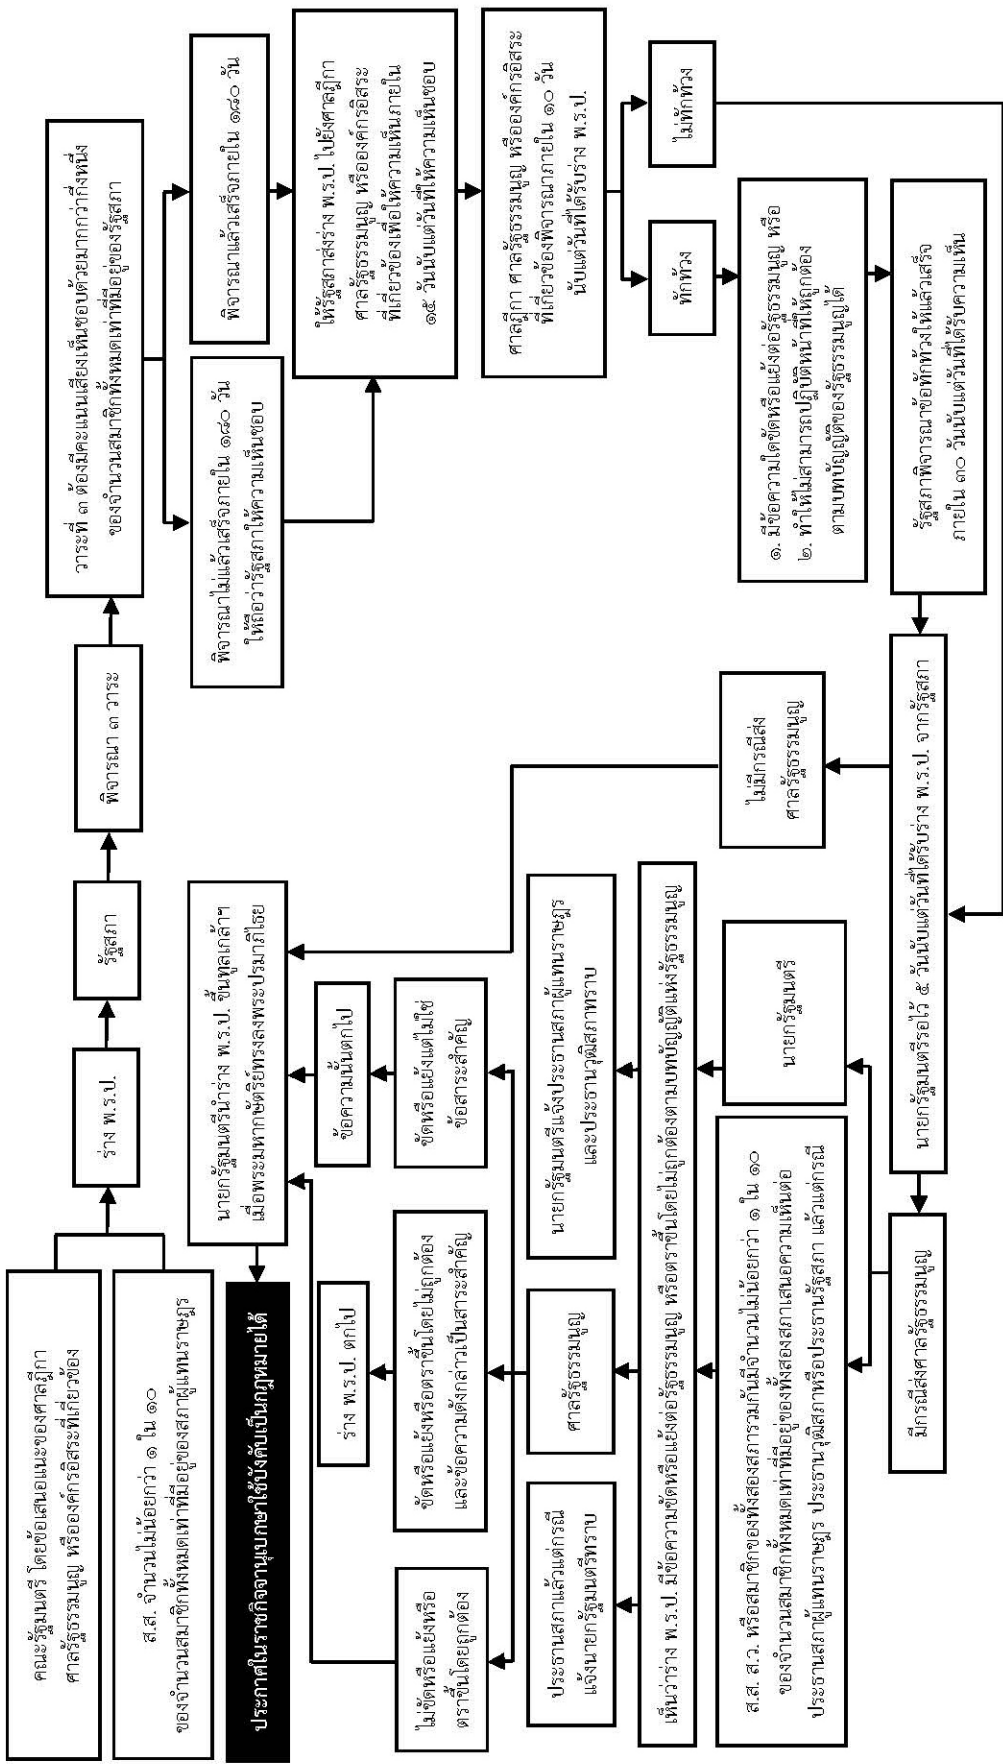 คณะรัฐมนตรี โดยข้อเสนอแนะของศาลฎีกา
ศาลรัฐธรรมนูญ หรือองค์กรอิสระที่เกี่ยวข้อง
ส.ส. จำนวนไม่น้อยกว่า ๑ ใน ๑๐
ของจำนวนสมาชิกทั้งหมดเท่าที่มีอยู่ของสภาผู้แทนราษฎร
ร่าง พ.ร.ป.
รัฐสภา
พิจารณา ๓ วาระ
วาระที่ ๓ ต้องมีคะแนนเสียงเห็นชอบด้วยมากกว่ากึ่งหนึ่ง
ของจำนวนสมาชิกทั้งหมดเท่าที่มีอยู่ของรัฐสภา
พิจารณาไม่แล้วเสร็จภายใน ๑๘๐ วัน
ให้ถือว่ารัฐสภาให้ความเห็นชอบ
พิจารณาแล้วเสร็จภายใน ๑๘๐ วัน
ให้รัฐสภาส่งร่าง พ.ร.ป. ไปยังศาลฎีกา
ศาลรัฐธรรมนูญ หรือองค์กรอิสระ
ที่เกี่ยวข้องเพื่อให้ความเห็นภายใน
๑๕ วันนับแต่วันที่ให้ความเห็นชอบ
ศาลฎีกา ศาลรัฐธรรมนูญ หรือองค์กรอิสระ
ที่เกี่ยวข้องพิจารณาภายใน ๑๐ วัน
นับแต่วันที่ได้รับร่าง พ.ร.ป.
ทักท้วง
ไม่ทักท้วง
๑. มีข้อความใดขัดหรือแย้งต่อรัฐธรรมนูญ หรือ
๒. ทำให้ไม่สามารถปฏิบัติหน้าที่ให้ถูกต้อง
ตามบทบัญญัติของรัฐธรรมนูญได้
รัฐสภาพิจารณาข้อทักท้วงให้แล้วเสร็จ
ภายใน ๓๐ วันนับแต่วันที่ได้รับความเห็น
นายกรัฐมนตรีรอไว้ ๕ วันนับแต่วันที่ได้รับร่าง พ.ร.ป. จากรัฐสภา
ไม่มีกรณีส่ง
ศาลรัฐธรรมนูญ
มีกรณีส่งศาลรัฐธรรมนูญ
นายกรัฐมนตรี
ส.ส. ส.ว. หรือสมาชิกของทั้งสองสภารวมกันมีจำนวนไม่น้อยกว่า ๑ ใน ๑๐
ของจำนวนสมาชิกทั้งหมดเท่าที่มีอยู่ของทั้งสองสภาเสนอความเห็นต่อ
ประธานสภาผู้แทนราษฎร ประธานวุฒิสภาหรือประธานรัฐสภา แล้วแต่กรณี
เห็นว่าร่าง พ.ร.ป. มีข้อความขัดหรือแย้งต่อรัฐธรรมนูญ หรือตราขึ้นโดยไม่ถูกต้องตามบทบัญญัติแห่งรัฐธรรมนูญ
นายกรัฐมนตรีแจ้งประธานสภาผู้แทนราษฎร
และประธานวุฒิสภาทราบ
ศาลรัฐธรรมนูญ
ประธานสภาแล้วแต่กรณี
แจ้งนายกรัฐมนตรีทราบ
ขัดหรือแย้งแต่ไม่ใช่
ข้อสาระสำคัญ
ขัดหรือแย้งหรือตราขึ้นโดยไม่ถูกต้อง
และข้อความดังกล่าวเป็นสาระสำคัญ
ไม่ขัดหรือแย้งหรือ
ตราขึ้นโดยถูกต้อง
ข้อความนั้นตกไป
ร่าง พ.ร.ป. ตกไป
นายกรัฐมนตรีนำร่าง พ.ร.ป. ขึ้นทูลเกล้าฯ
เมื่อพระมหากษัตริย์ทรงลงพระปรมาภิไธย
ประกาศในราชกิจจานุเบกษาใช้บังคับเป็นกฎหมายได้